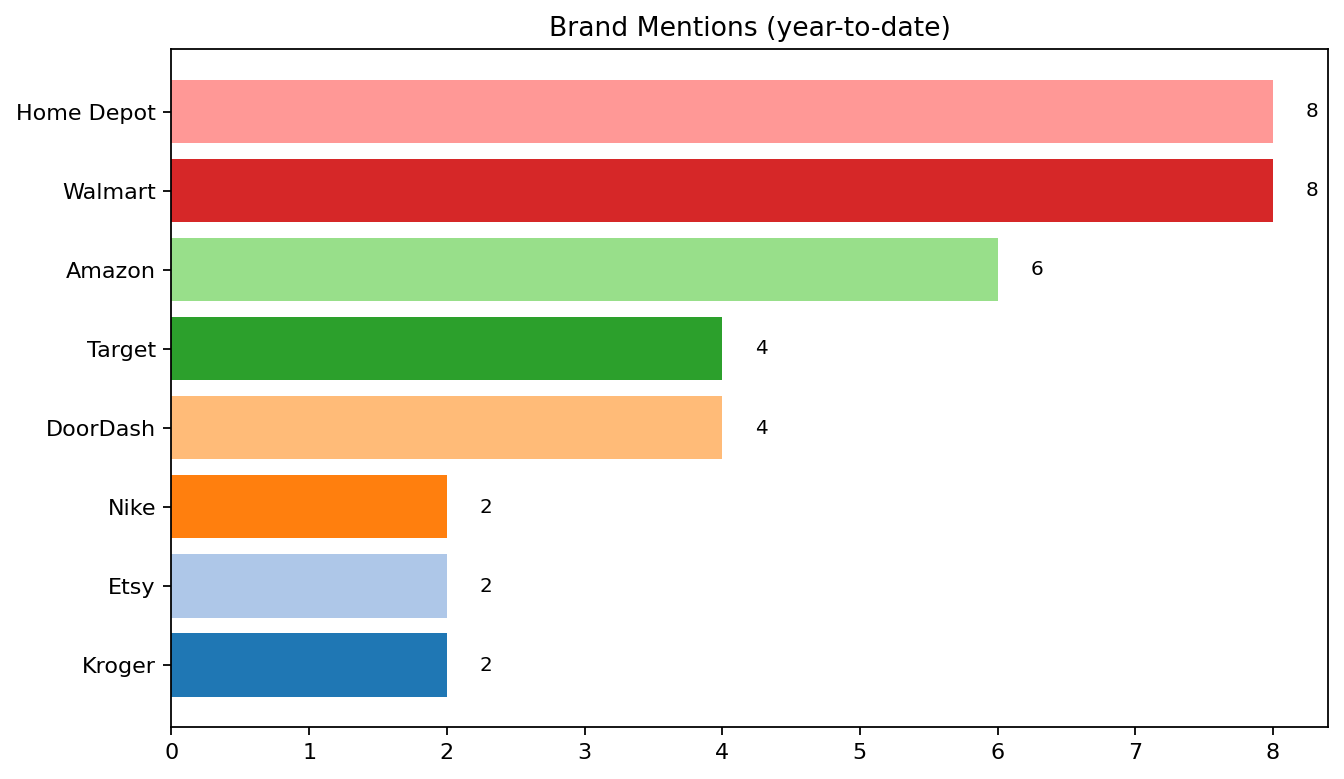 Brand Mentions (year-to-date)
Home Depot 8
Walmart 8
Amazon 6
Target 4
DoorDash 4
Nike 2
Etsy 2
Kroger 2
0 1 2 3 4 5 6 7 8